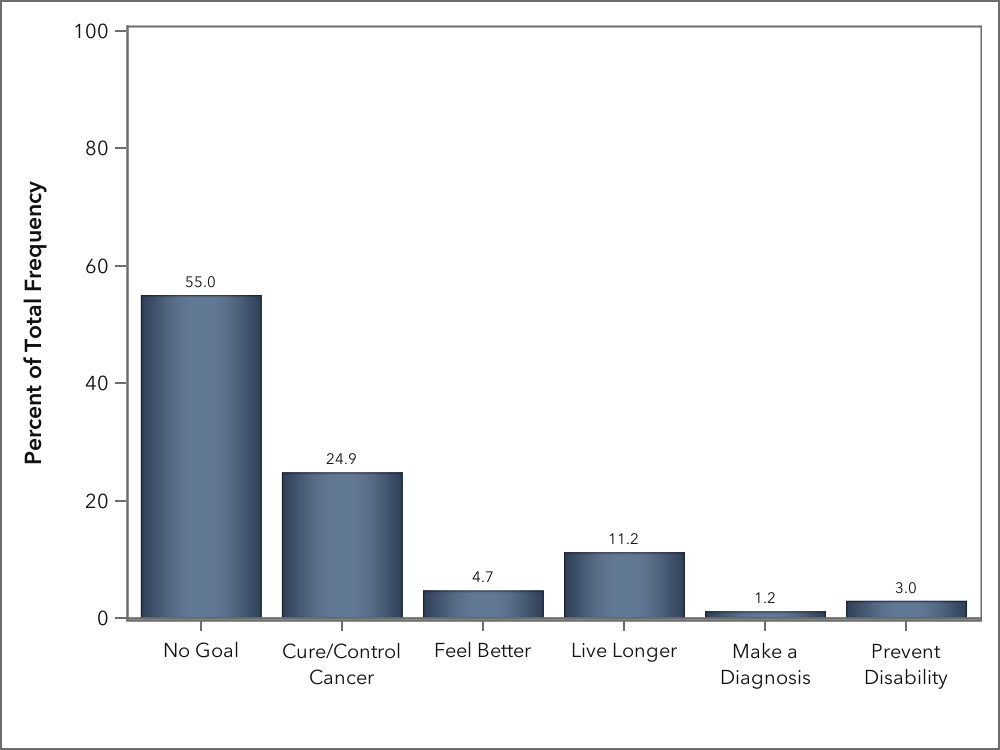 100
80
60
40
20
0
Percent of Total Frequency
55.0
24.9
4.7
11.2
1.2
3.0
No Goal
Cure/Control
Cancer
Feel Better
Live Longer
Make a
Diagnosis
Prevent
Disability